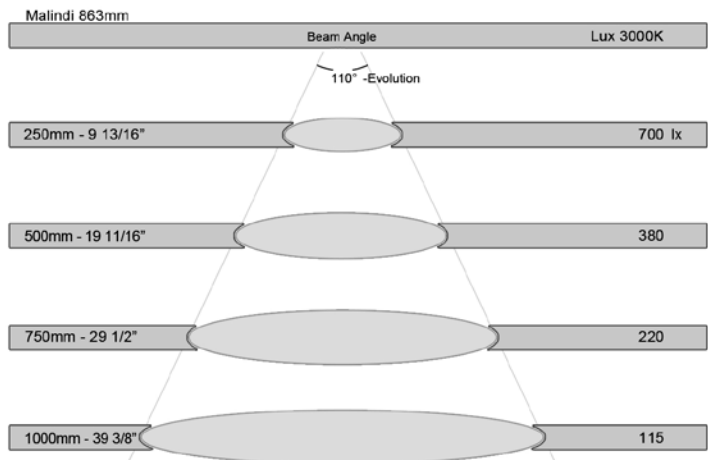 Malindi 863mm
Beam Angle Lux 3000K
110° -Evolution
250mm - 9 13/16” 700 lx
500mm - 19 11/16” 380
750mm - 29 1/2” 220
1000mm - 39 3/8” 115